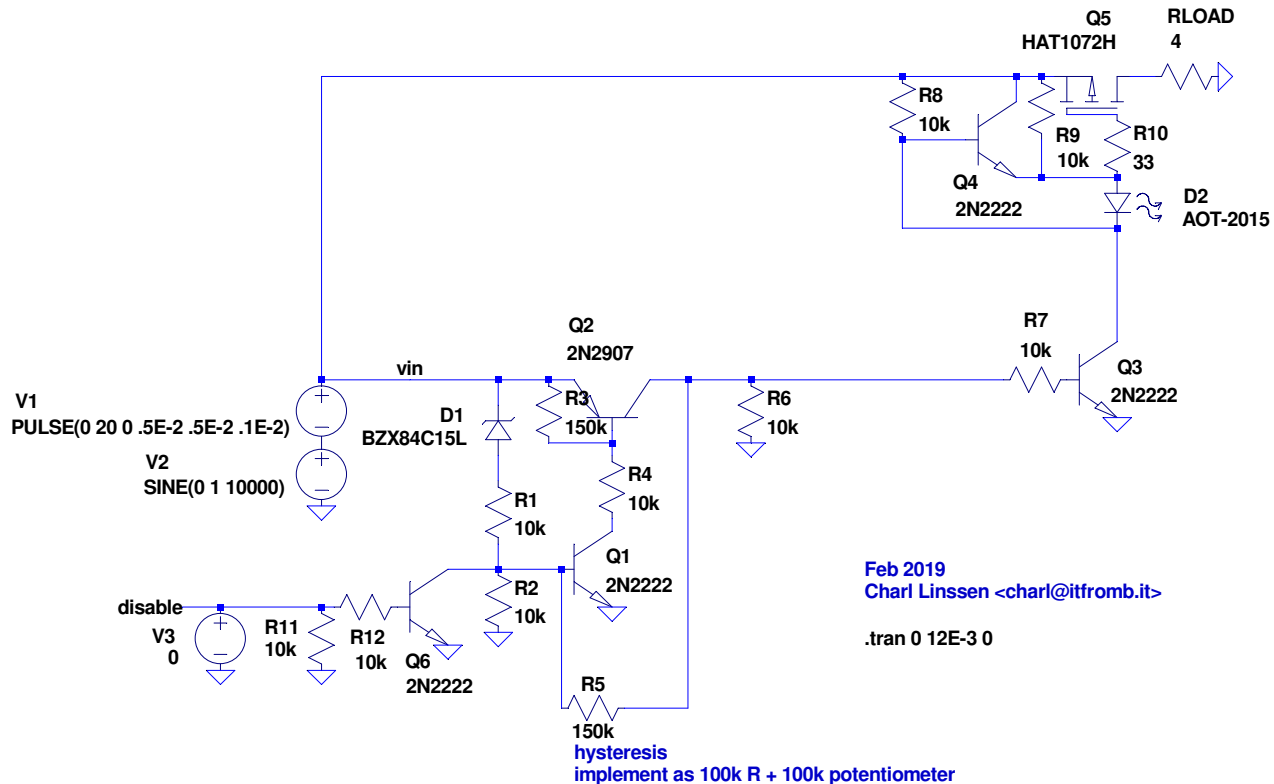 Q5
RLOAD
HAT1072H
4
R8
10k
R9
10k
R10
33
Q4
2N2222
D2
AOT-2015
Q2
2N2907
R7
10k
vin
V1
PULSE(0 20 0 .5E-2 .5E-2 .1E-2)
D1
BZX84C15L
R3
150k
R6
10k
Q3
2N2222
V2
SINE(0 1 10000)
R4
10k
R1
10k
Q1
2N2222
disable
V3
0
R11
10k
R12
10k
R2
10k
Q6
2N2222
Feb 2019
Charl Linssen <charl@itfromb.it>
.tran 0 12E-3 0
R5
150k
hysteresis
implement as 100k R + 100k potentiometer